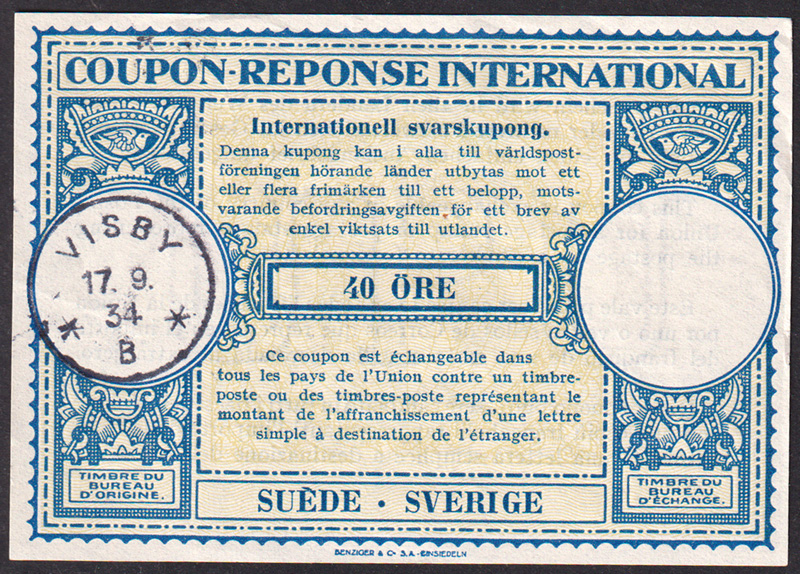 COUPON-REPONSE INTERNATIONAL
Internationell svarskupong.
Denna kupong kan i alla till världspost-
föreningen hörande länder utbytas mot ett
eller flera frimärken till ett belopp, mots-
varande befordringsavgiften för ett brev av
enkel viktsats till utlandet.
VISBY
17. 9.
34
* *
B
40 ÖRE
Ce coupon est échangeable dans
tous les pays de l'Union contre un timbre-
poste ou des timbres-poste représentant le
montant de l'affranchissement d'une lettre
simple à destination de l'étranger.
TIMBRE DU
BUREAU
D'ORIGINE.
TIMBRE DU
BUREAU
D'ÉCHANGE.
SUÈDE · SVERIGE
BENZIGER & Co S.A.-EINSIEDELN